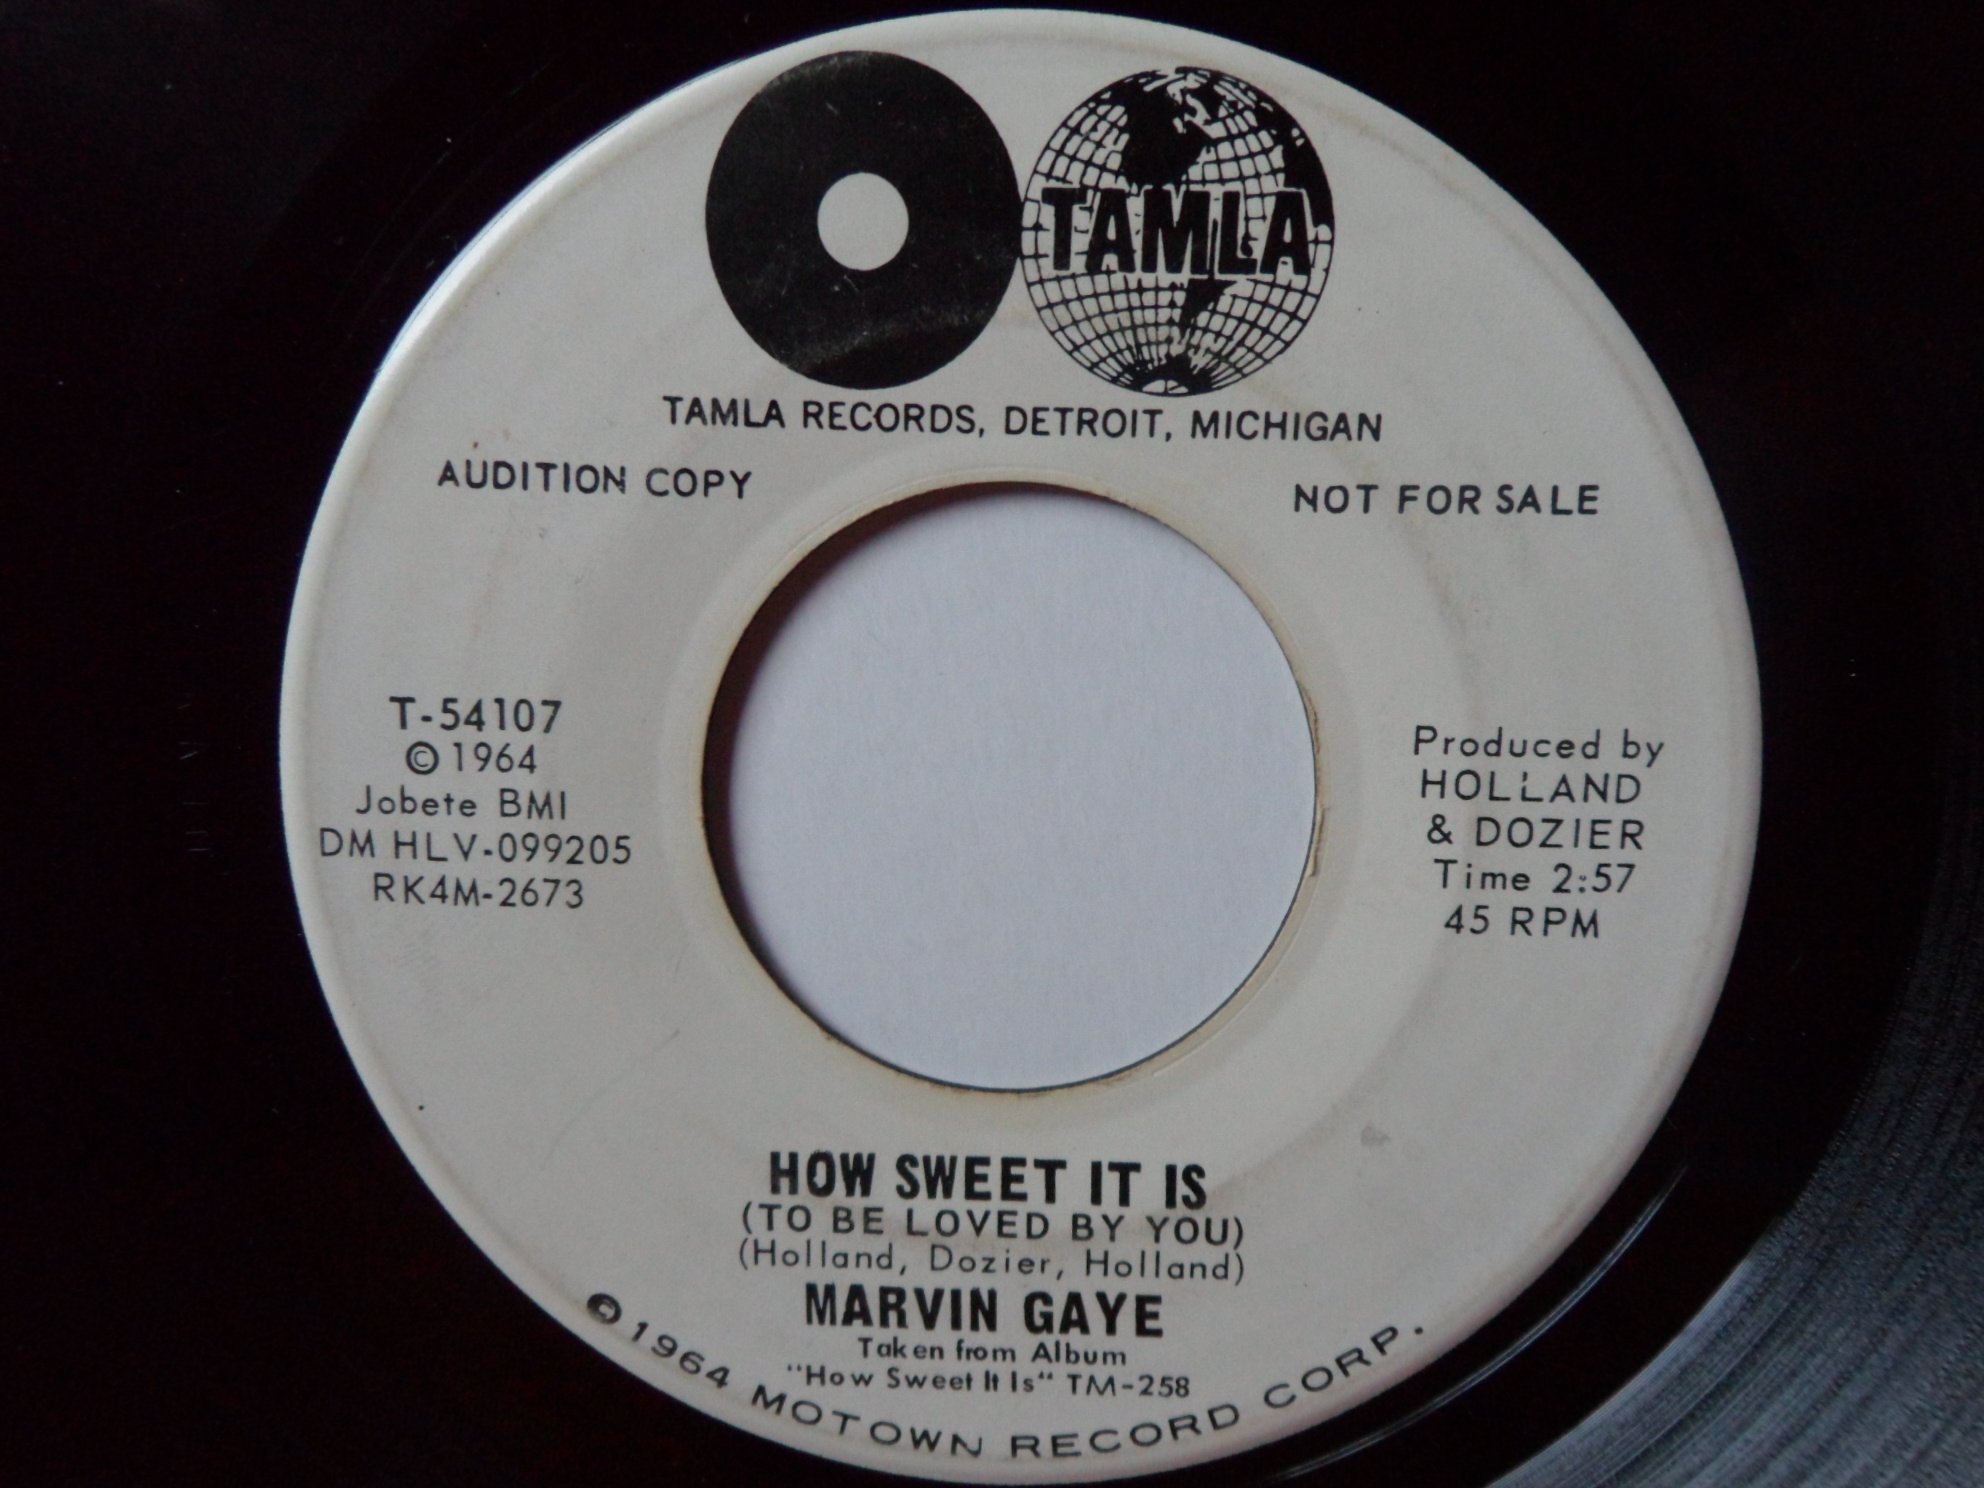 TAMLA
TAMLA RECORDS, DETROIT, MICHIGAN
AUDITION COPY
NOT FOR SALE
T-54107
©1964
Jobete BMI
DM HLV-099205
RK4M-2673
Produced by
HOLLAND
& DOZIER
Time 2:57
45 RPM
HOW SWEET IT IS
(TO BE LOVED BY YOU)
(Holland, Dozier, Holland)
MARVIN GAYE
Taken from Album
"How Sweet It Is" TM-258
© 1964 MOTOWN RECORD CORP.